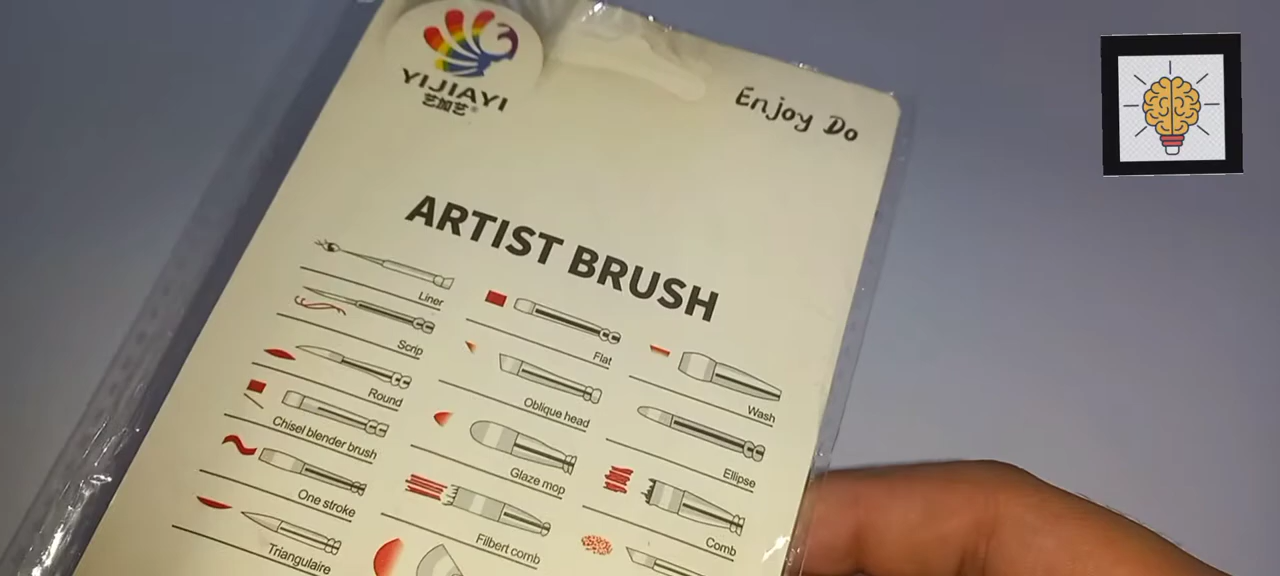 YIJIAYI
艺加艺®
Enjoy Do
ARTIST BRUSH
Liner
Scrip
Round
Chisel blender brush
One stroke
Triangulaire
Flat
Oblique head
Glaze mop
Filbert comb
Wash
Ellipse
Comb